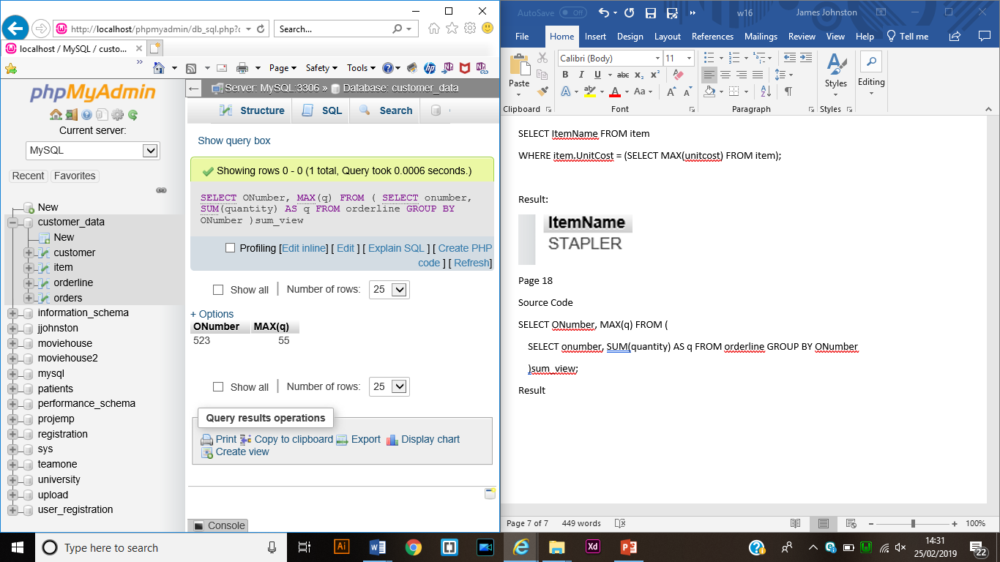 http://localhost/phpmyadmin/db_sql.php?c
Search...
localhost / MySQL / custo...
Page
Safety
Tools
phpMyAdmin
Current server:
MySQL
Recent
Favorites
New
customer_data
New
customer
item
orderline
orders
information_schema
jjohnston
moviehouse
moviehouse2
mysql
patients
performance_schema
projemp
registration
sys
teamone
university
upload
user_registration
Server: MySQL:3306 » Database: customer_data
Structure
SQL
Search
Show query box
Showing rows 0 - 0 (1 total, Query took 0.0006 seconds.)
SELECT ONumber, MAX(q) FROM ( SELECT onumber,
SUM(quantity) AS q FROM orderline GROUP BY
ONumber )sum_view
Profiling [Edit inline] [ Edit ] [ Explain SQL ] [ Create PHP
code ] [ Refresh]
Show all
Number of rows:
25
+ Options
ONumber MAX(q)
523 55
Show all
Number of rows:
25
Query results operations
Print Copy to clipboard Export Display chart
Create view
Console
AutoSave Off
w16
James Johnston
File Home Insert Design Layout References Mailings Review View Help Tell me
Paste
Clipboard
Calibri (Body) 11
B I U abc x₂ x²
A ab A Aa A A
Font
Paragraph
Styles
Styles
Editing
SELECT ItemName FROM item
WHERE item.UnitCost = (SELECT MAX(unitcost) FROM item);
Result:
ItemName
STAPLER
Page 18
Source Code
SELECT ONumber, MAX(q) FROM (
SELECT onumber, SUM(quantity) AS q FROM orderline GROUP BY ONumber
)sum_view;
Result
Page 7 of 7 449 words
100%
Type here to search
Ai
Xd
14:31
25/02/2019
22